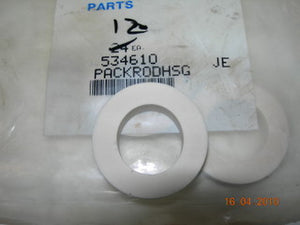 PARTS
12
24 EA.
534610 JE
PACKRODHSG
16 04 2010